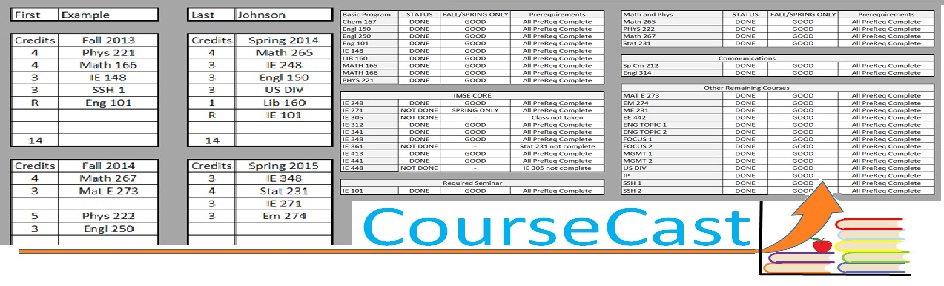 First Example Last Johnson
Credits Fall 2013
4 Phys 221
4 Math 166
3 IE 148
3 SSH 1
R Eng 101
14
Credits Spring 2014
4 Math 265
3 IE 248
3 Engl 150
3 US DIV
1 Lib 160
R IE 101
14
Credits Fall 2014
4 Math 267
3 Mat E 273
5 Phys 222
3 Engl 250
Credits Spring 2015
3 IE 348
4 Stat 231
3 IE 271
3 Em 274
Basic Program STATUS FALL/SPRING ONLY Prerequirements
Chem 167 DONE GOOD All PreReq Complete
Engl 150 DONE GOOD All PreReq Complete
Engl 250 DONE GOOD All PreReq Complete
Eng 101 DONE GOOD All PreReq Complete
IE 148 DONE GOOD All PreReq Complete
LIB 160 DONE GOOD All PreReq Complete
MATH 165 DONE GOOD All PreReq Complete
MATH 166 DONE GOOD All PreReq Complete
PHYS 221 DONE GOOD All PreReq Complete
IMSE CORE
IE 248 DONE GOOD All PreReq Complete
IE 271 NOT DONE SPRING ONLY All PreReq Complete
IE 305 NOT DONE Class not taken
IE 312 DONE GOOD All PreReq Complete
IE 341 DONE GOOD All PreReq Complete
IE 348 DONE GOOD All PreReq Complete
IE 361 NOT DONE Stat 231 not complete
IE 413 DONE GOOD All PreReq Complete
IE 441 DONE GOOD All PreReq Complete
IE 448 NOT DONE - IE 305 not complete
Required Seminar
IE 101 DONE GOOD All PreReq Complete
Math and Phys STATUS FALL/SPRING ONLY Prerequirements
Math 265 DONE GOOD All PreReq Complete
PHYS 222 DONE GOOD All PreReq Complete
Math 267 DONE GOOD All PreReq Complete
Stat 231 DONE GOOD All PreReq Complete
Communications
Sp Cm 212 DONE GOOD All PreReq Complete
Engl 314 DONE GOOD All PreReq Complete
Other Remaining Courses
MAT E 273 DONE GOOD All PreReq Complete
EM 274 DONE GOOD All PreReq Complete
ME 231 DONE GOOD All PreReq Complete
EE 442 DONE GOOD All PreReq Complete
ENG TOPIC 1 DONE GOOD All PreReq Complete
ENG TOPIC 2 DONE GOOD All PreReq Complete
FOCUS 1 DONE GOOD All PreReq Complete
FOCUS 2 DONE GOOD All PreReq Complete
MGMT 1 DONE GOOD All PreReq Complete
MGMT 2 DONE GOOD All PreReq Complete
US DIV DONE GOOD All PreReq Complete
IP DONE GOOD All PreReq Complete
SSH 1 DONE GOOD All PreReq Complete
SSH 2 DONE GOOD All PreReq Complete
CourseCast